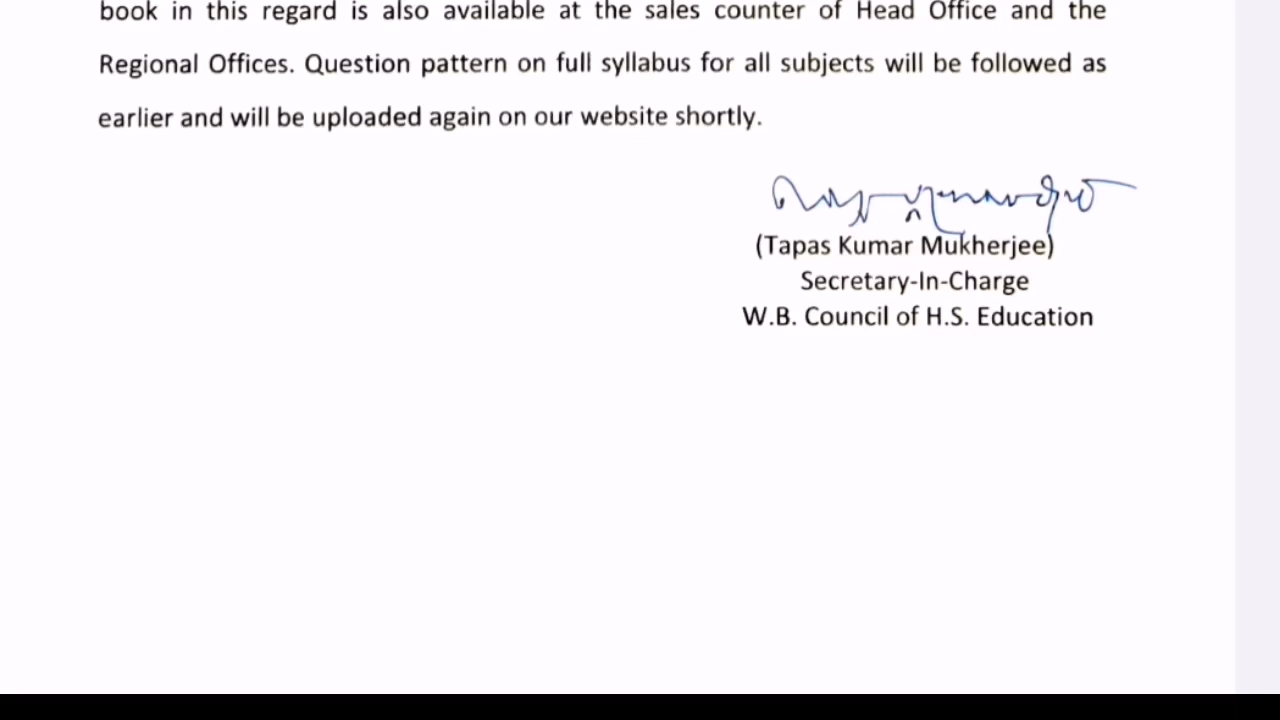 book in this regard is also available at the sales counter of Head Office and the
Regional Offices. Question pattern on full syllabus for all subjects will be followed as
earlier and will be uploaded again on our website shortly.
(Tapas Kumar Mukherjee)
Secretary-In-Charge
W.B. Council of H.S. Education